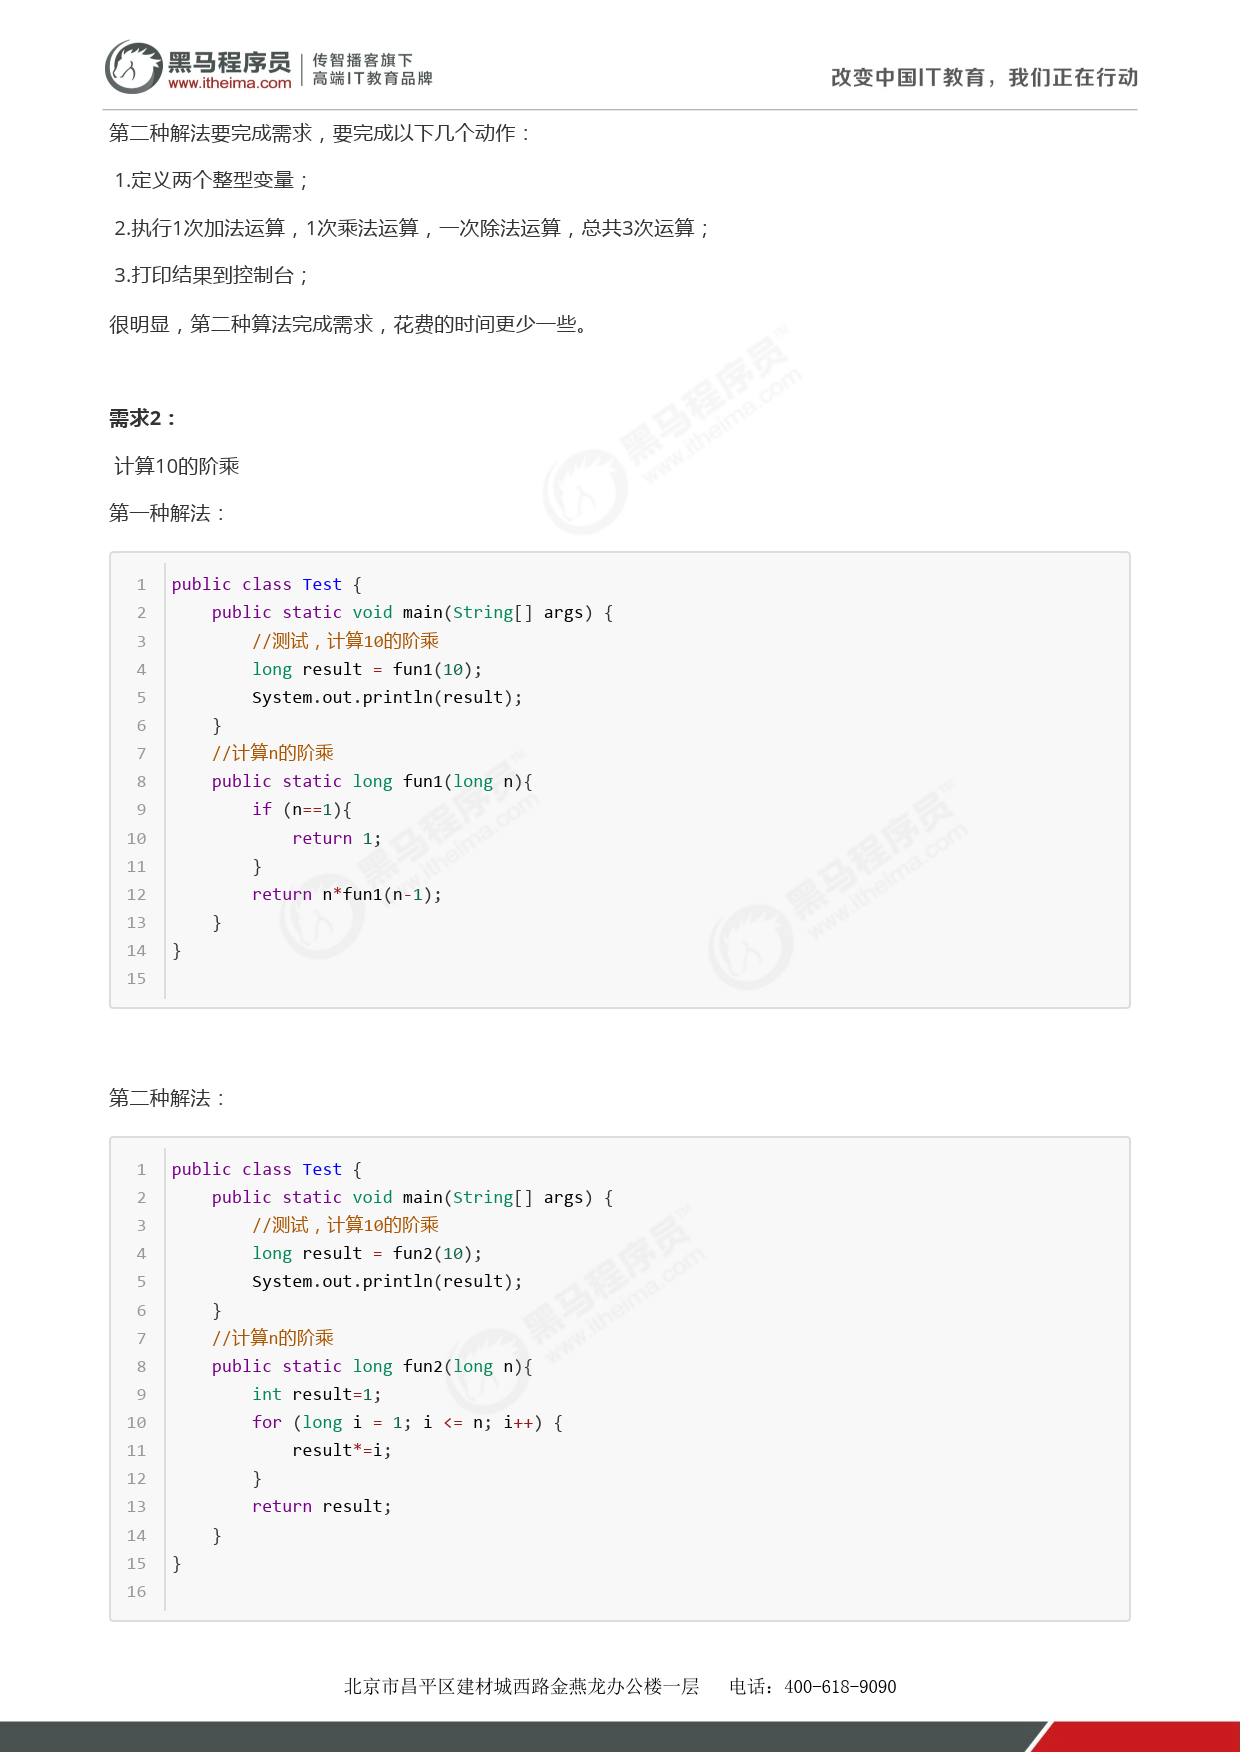 黑马程序员
www.itheima.com
传智播客旗下
高端IT教育品牌
改变中国IT教育，我们正在行动
第二种解法要完成需求，要完成以下几个动作：
1.定义两个整型变量；
2.执行1次加法运算，1次乘法运算，一次除法运算，总共3次运算；
3.打印结果到控制台；
很明显，第二种算法完成需求，花费的时间更少一些。
需求2：
计算10的阶乘
第一种解法：
1 public class Test {
2     public static void main(String[] args) {
3         //测试，计算10的阶乘
4         long result = fun1(10);
5         System.out.println(result);
6     }
7     //计算n的阶乘
8     public static long fun1(long n){
9         if (n==1){
10             return 1;
11         }
12         return n*fun1(n-1);
13     }
14 }
15
第二种解法：
1 public class Test {
2     public static void main(String[] args) {
3         //测试，计算10的阶乘
4         long result = fun2(10);
5         System.out.println(result);
6     }
7     //计算n的阶乘
8     public static long fun2(long n){
9         int result=1;
10         for (long i = 1; i <= n; i++) {
11             result*=i;
12         }
13         return result;
14     }
15 }
16
北京市昌平区建材城西路金燕龙办公楼一层 电话：400-618-9090